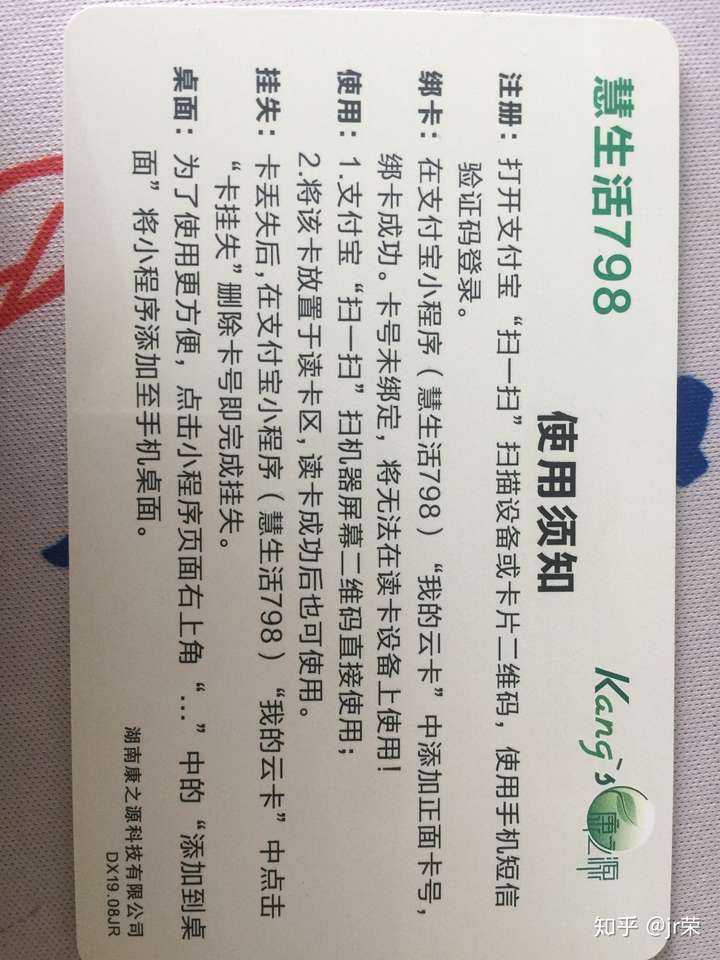 慧生活798
Kang's
康之源
使用须知
注册：打开支付宝“扫一扫”扫描设备或卡片二维码，使用手机短信
验证码登录。
绑卡：在支付宝小程序（慧生活798）“我的云卡”中添加正面卡号，
绑卡成功。卡号未绑定，将无法在读卡设备上使用！
使用：1.支付宝“扫一扫”扫机器屏幕二维码直接使用；
2.将该卡放置于读卡区，读卡成功后也可使用。
挂失：卡丢失后，在支付宝小程序（慧生活798）“我的云卡”中点击
“卡挂失”删除卡号即完成挂失。
桌面：为了使用更方便，点击小程序页面右上角“...”中的“添加到桌
面”将小程序添加至手机桌面。
湖南康之源科技有限公司
DX19.08JR
知乎 @jr荣